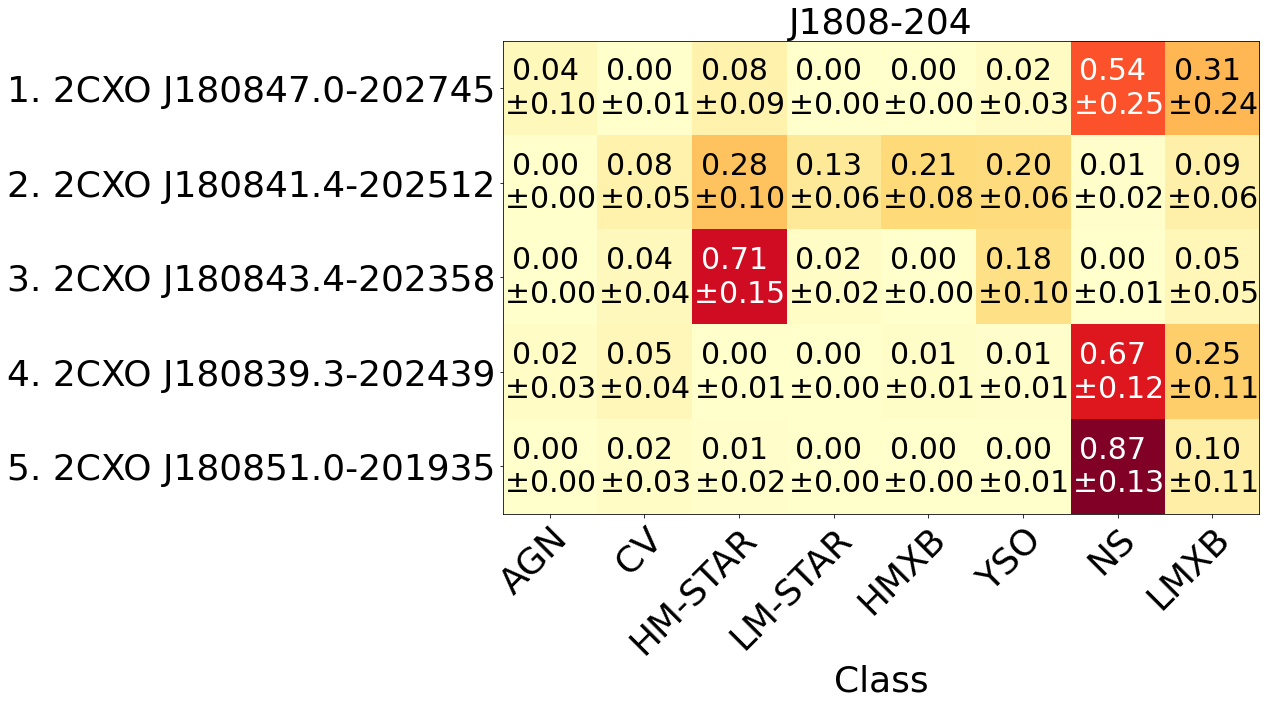 J1808-204
1. 2CXO J180847.0-202745 0.04 0.00 0.08 0.00 0.00 0.02 0.54 0.31
±0.10 ±0.01 ±0.09 ±0.00 ±0.00 ±0.03 ±0.25 ±0.24
2. 2CXO J180841.4-202512 0.00 0.08 0.28 0.13 0.21 0.20 0.01 0.09
±0.00 ±0.05 ±0.10 ±0.06 ±0.08 ±0.06 ±0.02 ±0.06
3. 2CXO J180843.4-202358 0.00 0.04 0.71 0.02 0.00 0.18 0.00 0.05
±0.00 ±0.04 ±0.15 ±0.02 ±0.00 ±0.10 ±0.01 ±0.05
4. 2CXO J180839.3-202439 0.02 0.05 0.00 0.00 0.01 0.01 0.67 0.25
±0.03 ±0.04 ±0.01 ±0.00 ±0.01 ±0.01 ±0.12 ±0.11
5. 2CXO J180851.0-201935 0.00 0.02 0.01 0.00 0.00 0.00 0.87 0.10
±0.00 ±0.03 ±0.02 ±0.00 ±0.00 ±0.01 ±0.13 ±0.11
AGN CV HM-STAR LM-STAR HMXB YSO NS LMXB
Class